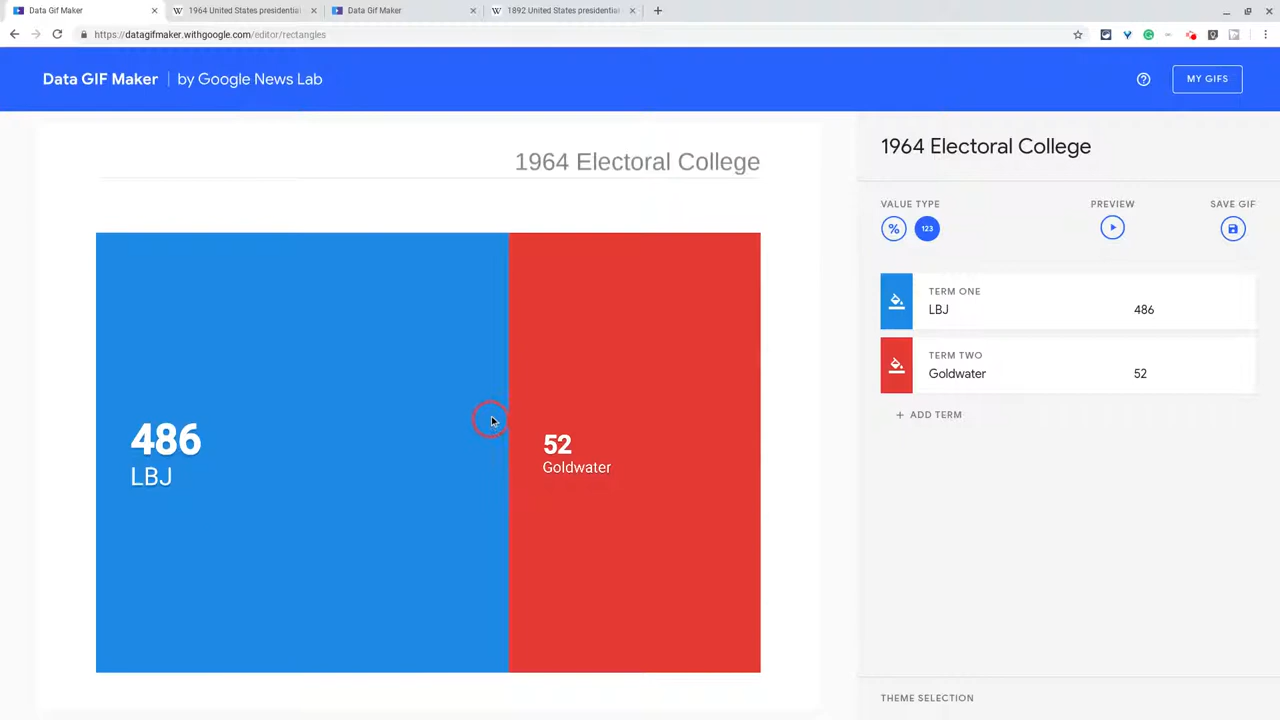 Data Gif Maker
1964 United States presidential
Data Gif Maker
1892 United States presidential
https://datagifmaker.withgoogle.com/editor/rectangles
Data GIF Maker | by Google News Lab
MY GIFS
1964 Electoral College
486
LBJ
52
Goldwater
1964 Electoral College
VALUE TYPE
PREVIEW
SAVE GIF
%
123
TERM ONE
LBJ
486
TERM TWO
Goldwater
52
+ ADD TERM
THEME SELECTION